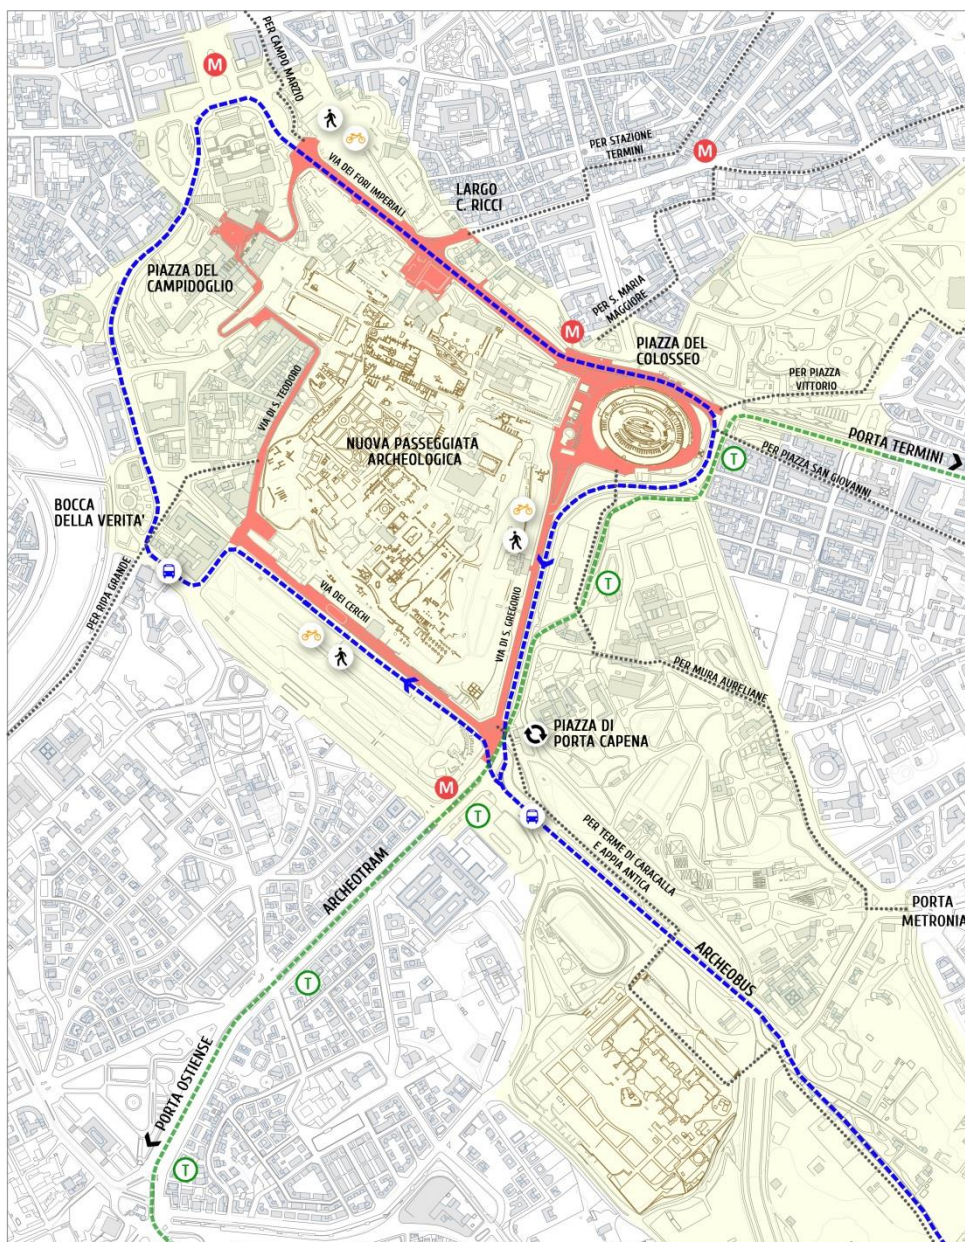 M
PER CAMPO MARZIO
VIA DEI FORI IMPERIALI
PER STAZIONE
TERMINI
M
LARGO
C. RICCI
PIAZZA DEL
CAMPIDOGLIO
PER S. MARIA
MAGGIORE
M
PIAZZA DEL
COLOSSEO
PER PIAZZA
VITTORIO
VIA DI S. TEODORO
NUOVA PASSEGGIATA
ARCHEOLOGICA
PORTA TERMINI
T
PER PIAZZA SAN GIOVANNI
BOCCA
DELLA VERITA'
PER RIPA GRANDE
VIA DEI CERCHI
VIA DI S. GREGORIO
T
PER MURA AURELIANE
PIAZZA DI
PORTA CAPENA
M
T
PER TERME DI CARACALLA
E APPIA ANTICA
ARCHEOTRAM
PORTA
METRONIA
ARCHEOBUS
T
PORTA OSTIENSE
T